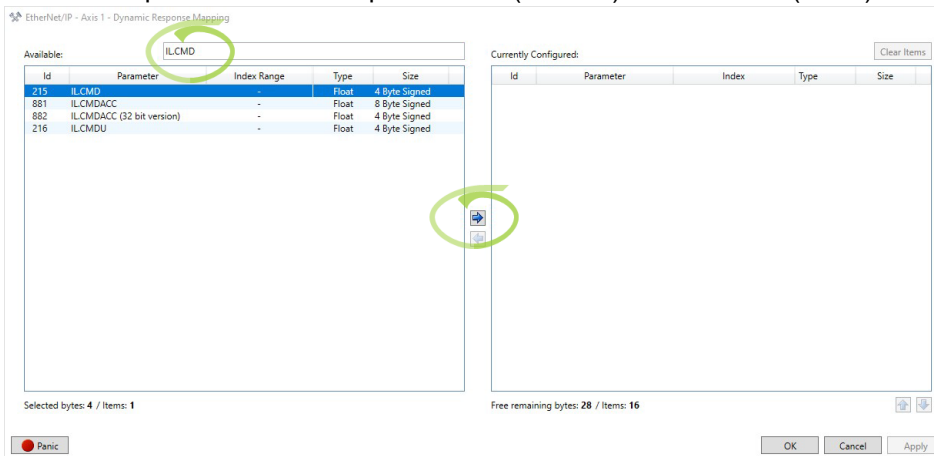 EtherNet/IP - Axis 1 - Dynamic Response Mapping
Available: IL.CMD
Currently Configured: Clear Items
Id Parameter Index Range Type Size
215 IL.CMD - Float 4 Byte Signed
881 IL.CMDACC - Float 8 Byte Signed
882 IL.CMDACC (32 bit version) - Float 4 Byte Signed
216 IL.CMDU - Float 4 Byte Signed
Id Parameter Index Type Size
Selected bytes: 4 / Items: 1
Free remaining bytes: 28 / Items: 16
Panic
OK Cancel Apply